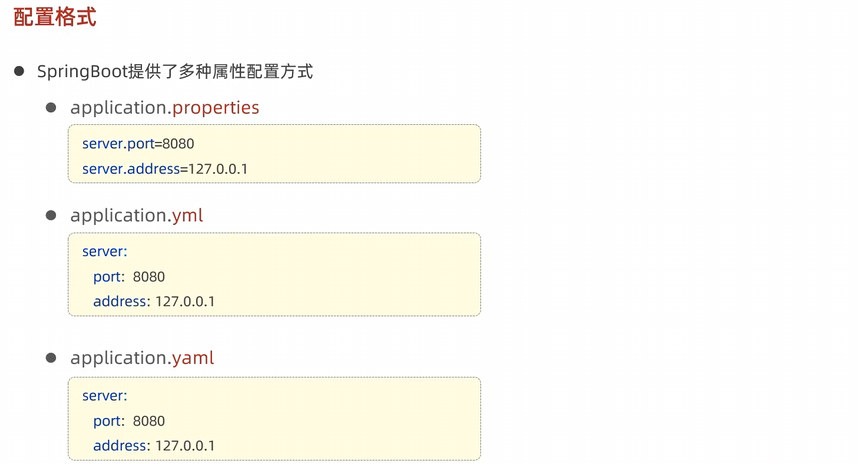 配置格式
SpringBoot提供了多种属性配置方式
application.properties
server.port=8080
server.address=127.0.0.1
application.yml
server:
port: 8080
address: 127.0.0.1
application.yaml
server:
port: 8080
address: 127.0.0.1